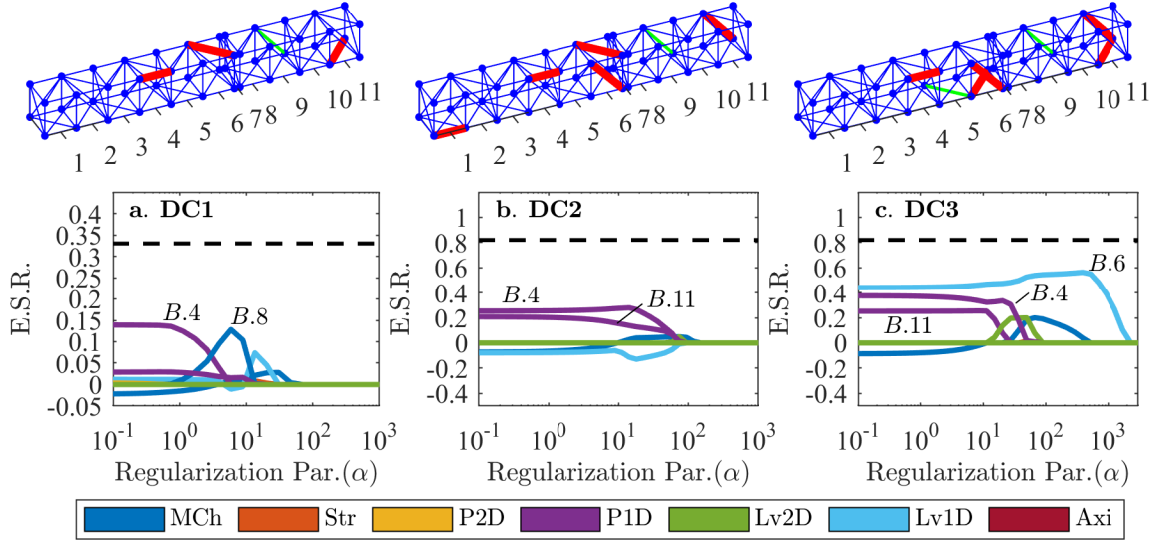 1 2 3 4 5 6 7 8 9 10 11
1 2 3 4 5 6 7 8 9 10 11
1 2 3 4 5 6 7 8 9 10 11
a. DC1
E.S.R.
0.4
0.35
0.3
0.25
0.2
0.15
0.1
0.05
0
-0.05
B.4
B.8
10^-1 10^0 10^1 10^2 10^3
Regularization Par.(α)
b. DC2
E.S.R.
1
0.8
0.6
0.4
0.2
0
-0.2
-0.4
B.4
B.11
10^-1 10^0 10^1 10^2 10^3
Regularization Par.(α)
c. DC3
E.S.R.
1
0.8
0.6
0.4
0.2
0
-0.2
-0.4
B.6
B.4
B.11
10^-1 10^0 10^1 10^2 10^3
Regularization Par.(α)
MCh Str P2D P1D Lv2D Lv1D Axi